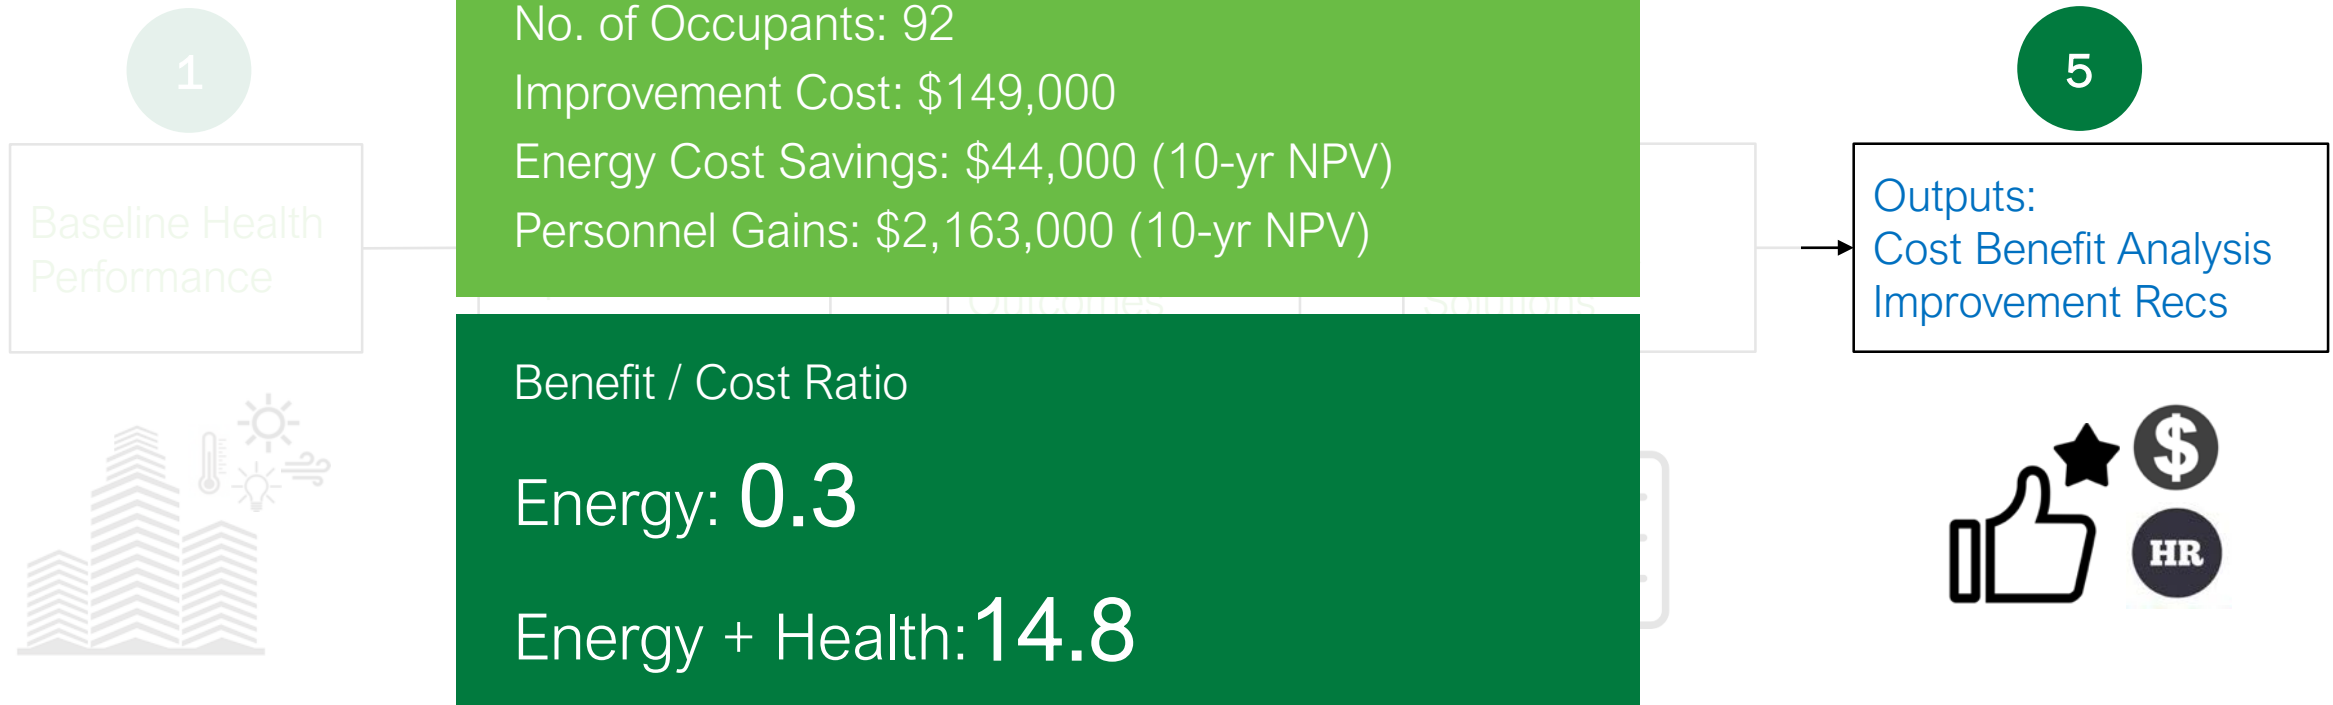 1
Baseline Health
Performance
No. of Occupants: 92
Improvement Cost: $149,000
Energy Cost Savings: $44,000 (10-yr NPV)
Personnel Gains: $2,163,000 (10-yr NPV)
Outcomes
Solutions
Benefit / Cost Ratio
Energy: 0.3
Energy + Health:14.8
5
Outputs:
Cost Benefit Analysis
Improvement Recs
$
HR